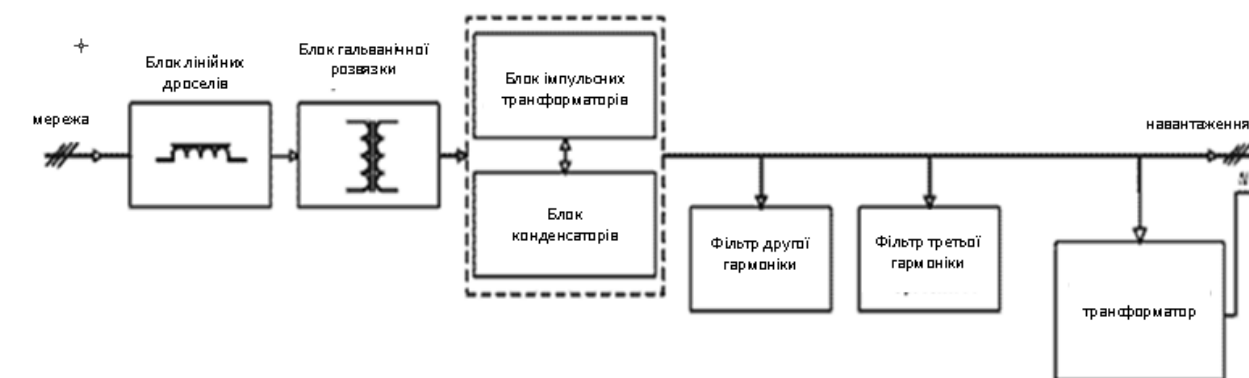 Блок лінійних
дроселів
Блок гальванічної
розвязки
Блок імпульсних
трансформаторів
мережа
навантаження
N
Блок
конденсаторів
Фільтр другої
гармоніки
Фільтр третьої
гармоніки
трансформатор